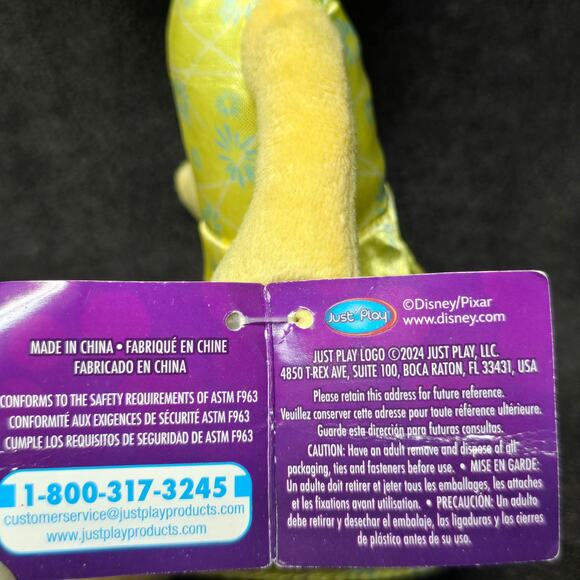 MADE IN CHINA • FABRIQUÉ EN CHINE
FABRICADO EN CHINA
CONFORMS TO THE SAFETY REQUIREMENTS OF ASTM F963
CONFORMITÉ AUX EXIGENCES DE SÉCURITÉ ASTM F963
CUMPLE LOS REQUISITOS DE SEGURIDAD DE ASTM F963
1-800-317-3245
customerservice@justplayproducts.com
www.justplayproducts.com
Just Play
©Disney/Pixar
www.disney.com
JUST PLAY LOGO ©2024 JUST PLAY, LLC.
4850 T-REX AVE, SUITE 100, BOCA RATON, FL 33431, USA
Please retain this address for future reference.
Veuillez conserver cette adresse pour toute référence ultérieure.
Guarde esta dirección para futuras consultas.
CAUTION: Have an adult remove and dispose of all
packaging, ties and fasteners before use. • MISE EN GARDE:
Un adulte doit retirer et jeter tous les emballages, les attaches
et les fixations avant utilisation. • PRECAUCIÓN: Un adulto
debe retirar y desechar el embalaje, las ligaduras y los cierres
de plástico antes de su uso.